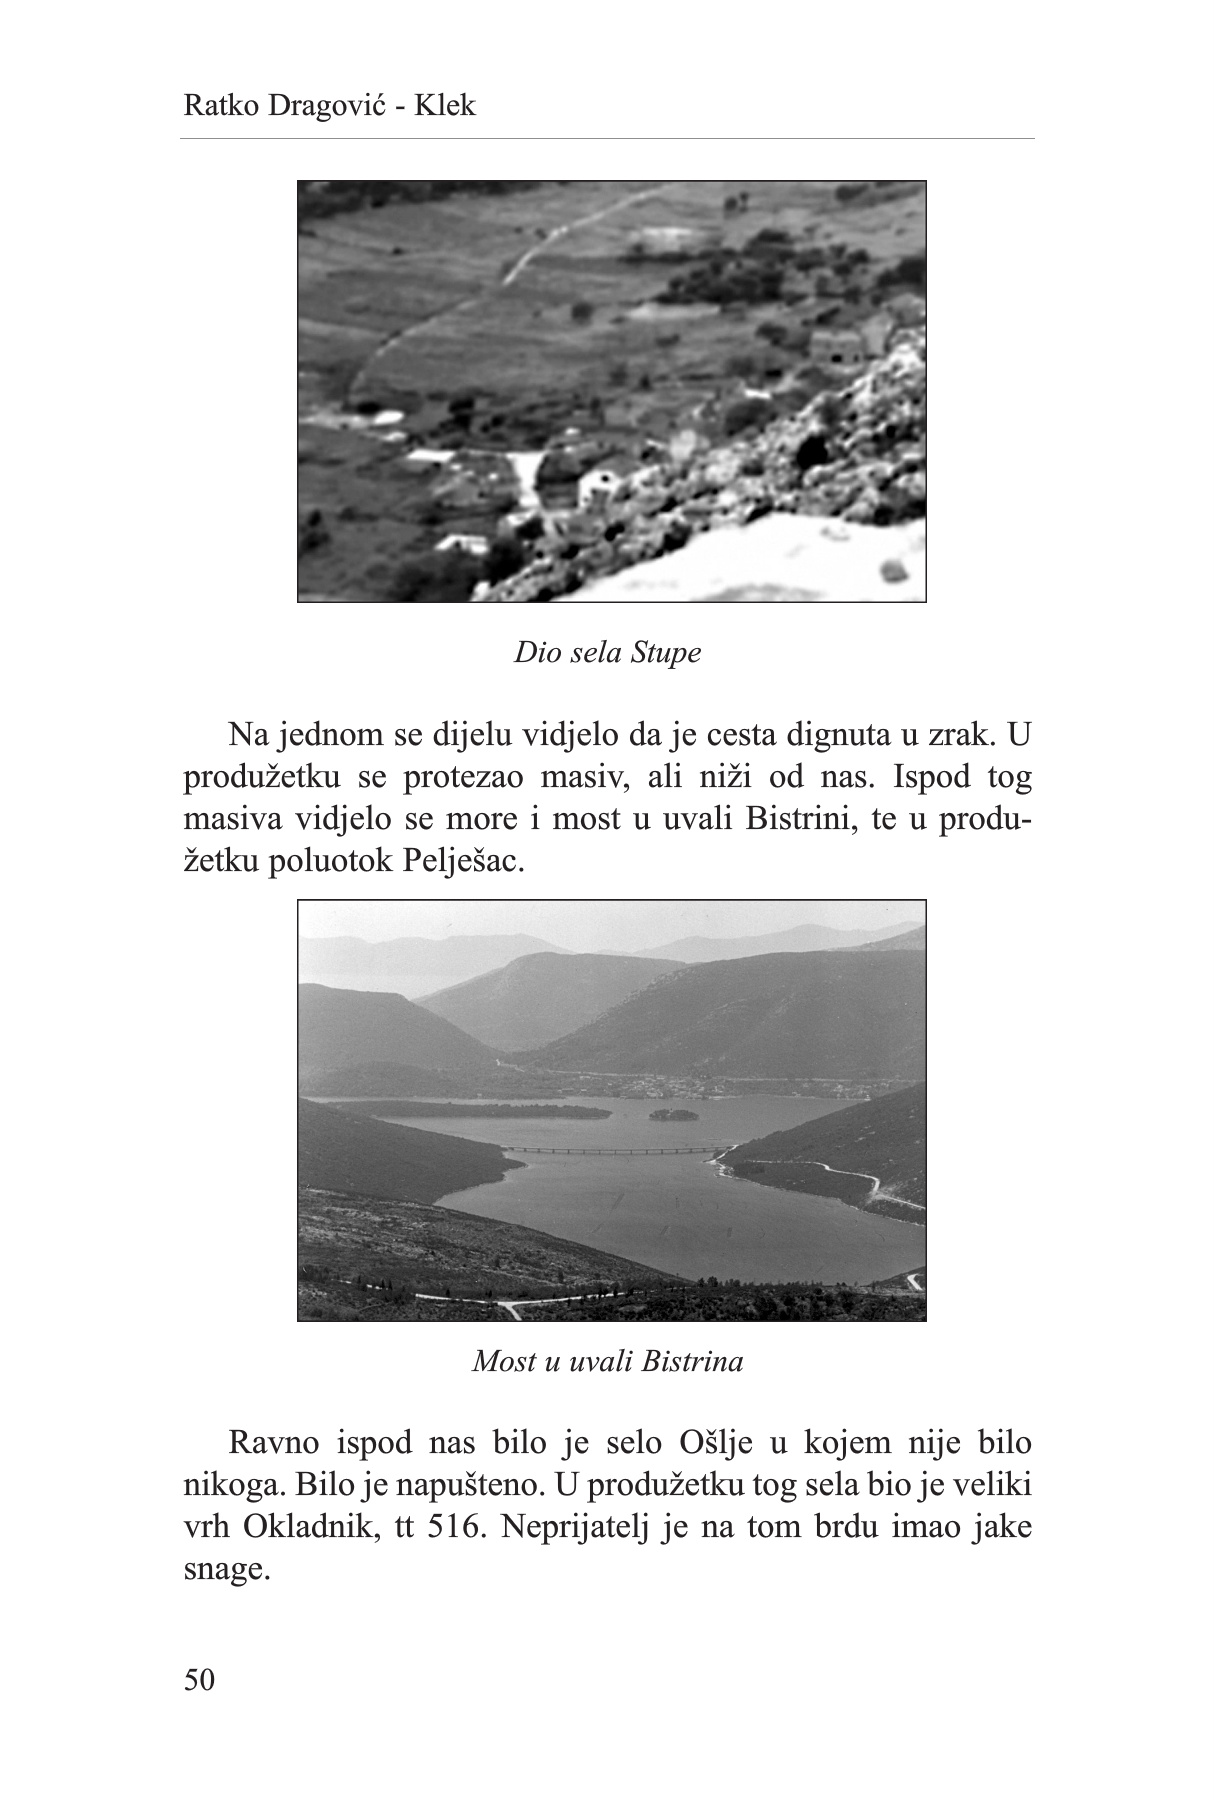 Ratko Dragović - Klek
Dio sela Stupe
Na jednom se dijelu vidjelo da je cesta dignuta u zrak. U
produžetku se protezao masiv, ali niži od nas. Ispod tog
masiva vidjelo se more i most u uvali Bistrini, te u produ-
žetku poluotok Pelješac.
Most u uvali Bistrina
Ravno ispod nas bilo je selo Ošlje u kojem nije bilo
nikoga. Bilo je napušteno. U produžetku tog sela bio je veliki
vrh Okladnik, tt 516. Neprijatelj je na tom brdu imao jake
snage.
50